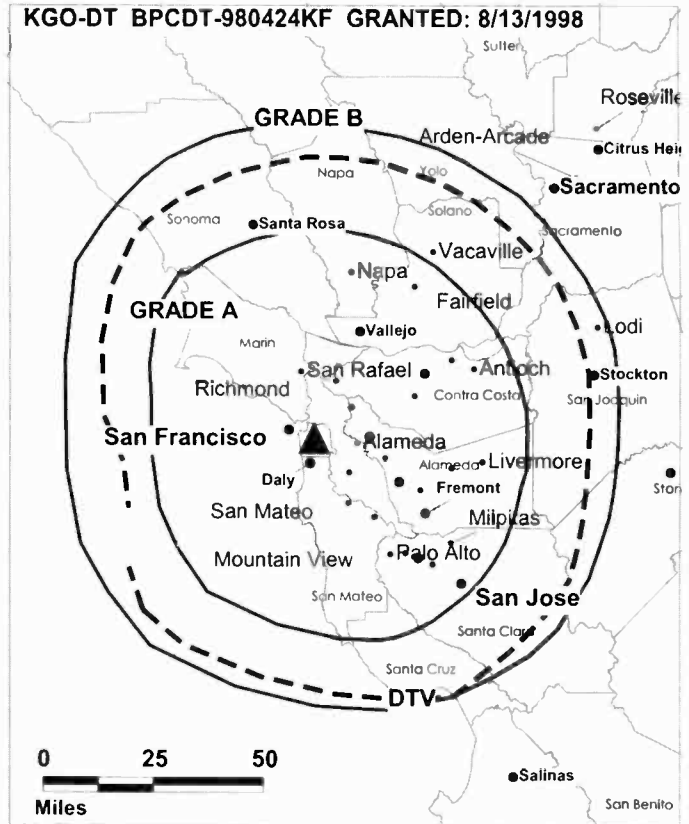 KGO-DT BPCDT-980424KF GRANTED: 8/13/1998
Sutter
Roseville
GRADE B
Arden-Arcade
Citrus Hei
Napa
Yolo
Sacramento
Solano
Sonoma
Santa Rosa
Sacramento
Vacaville
Napa
Fairfield
GRADE A
Vallejo
Lodi
Marin
San Rafael
Antioch
Stockton
Richmond
Contra Costa
San Joaquin
San Francisco
Alameda
Alameda
Livermore
Daly
Fremont
San Mateo
Milpitas
Mountain View
Palo Alto
San Mateo
San Jose
Santa Clara
Santa Cruz
DTV
0 25 50
Miles
Salinas
San Benito